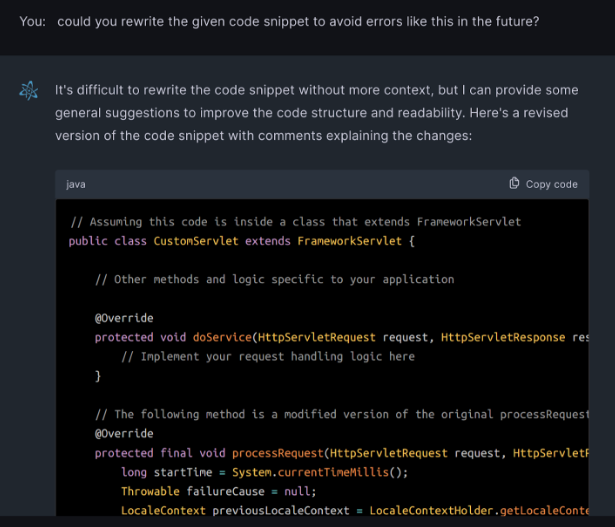 You: could you rewrite the given code snippet to avoid errors like this in the future?
It's difficult to rewrite the code snippet without more context, but I can provide some
general suggestions to improve the code structure and readability. Here's a revised
version of the code snippet with comments explaining the changes:
java Copy code
// Assuming this code is inside a class that extends FrameworkServlet
public class CustomServlet extends FrameworkServlet {
// Other methods and logic specific to your application
@Override
protected void doService(HttpServletRequest request, HttpServletResponse res
// Implement your request handling logic here
}
// The following method is a modified version of the original processRequest
@Override
protected final void processRequest(HttpServletRequest request, HttpServletR
long startTime = System.currentTimeMillis();
Throwable failureCause = null;
LocaleContext previousLocaleContext = LocaleContextHolder.getLocaleConte